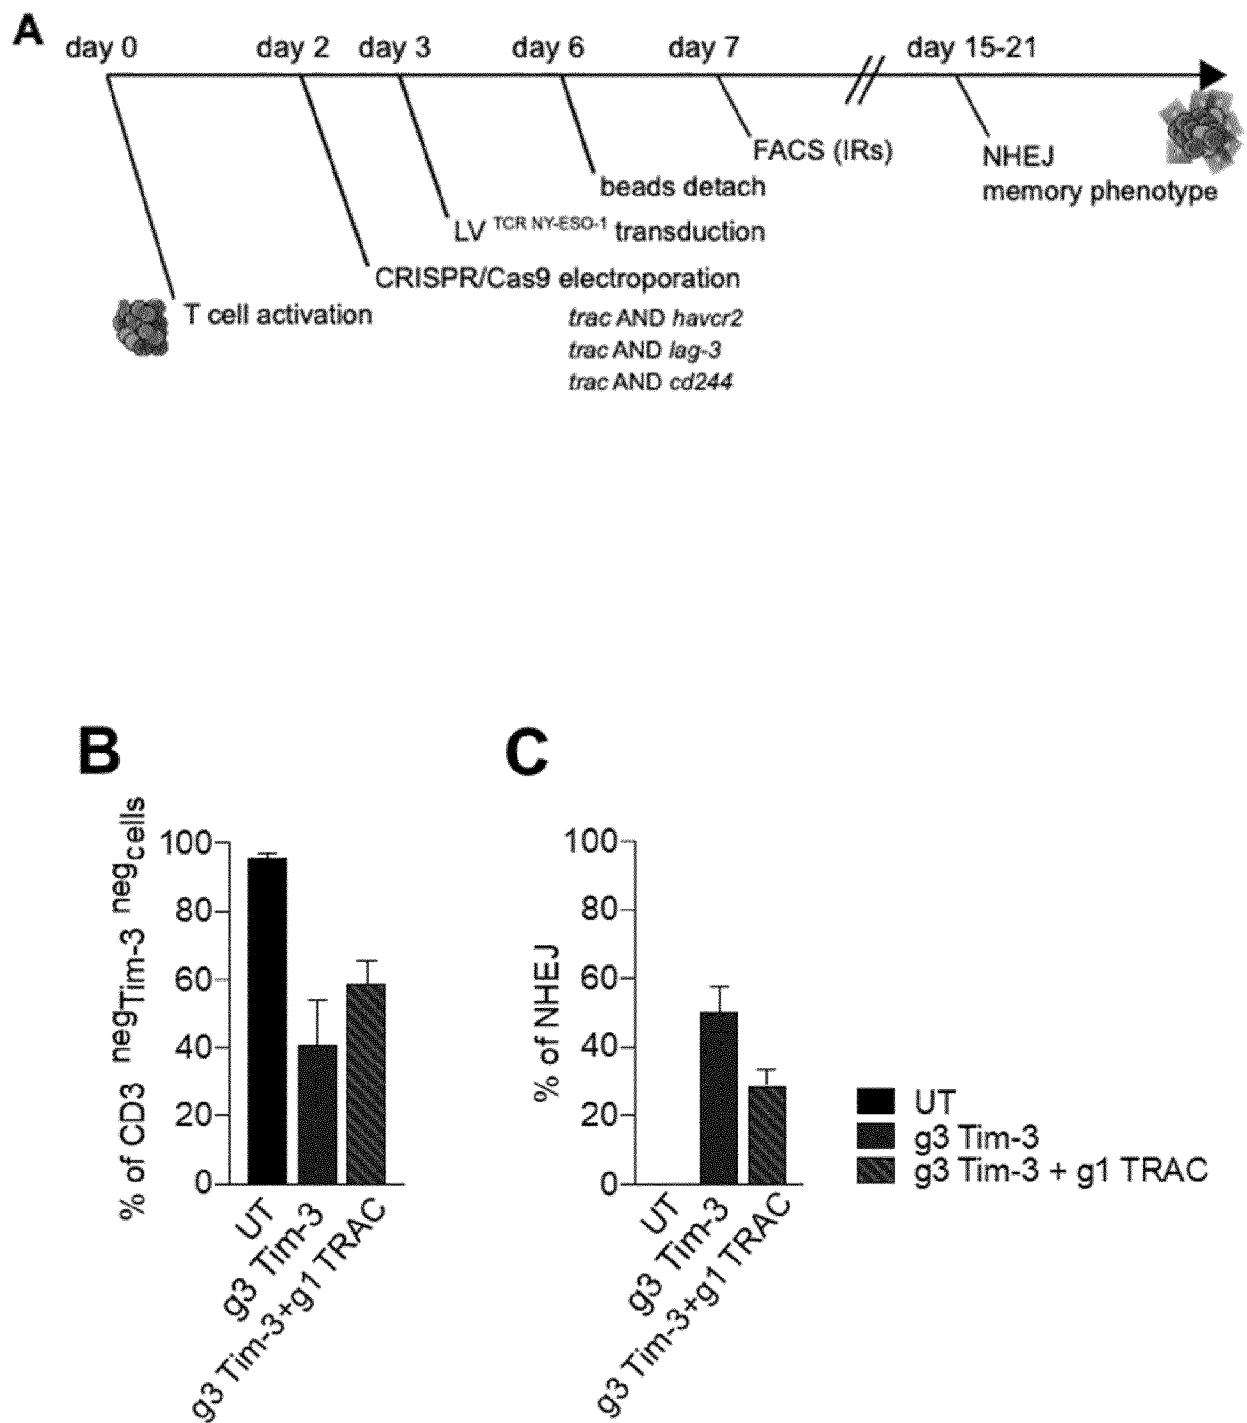 A
day 0 day 2 day 3 day 6 day 7 day 15-21
FACS (IRs)
NHEJ
memory phenotype
beads detach
LV TCR NY-ESO-1 transduction
CRISPR/Cas9 electroporation
T cell activation
trac AND havcr2
trac AND lag-3
trac AND cd244
B
% of CD3 neg Tim-3 neg cells
100
80
60
40
20
0
UT
g3 Tim-3
g3 Tim-3+g1 TRAC
C
% of NHEJ
100
80
60
40
20
0
UT
g3 Tim-3
g3 Tim-3+g1 TRAC
UT
g3 Tim-3
g3 Tim-3 + g1 TRAC